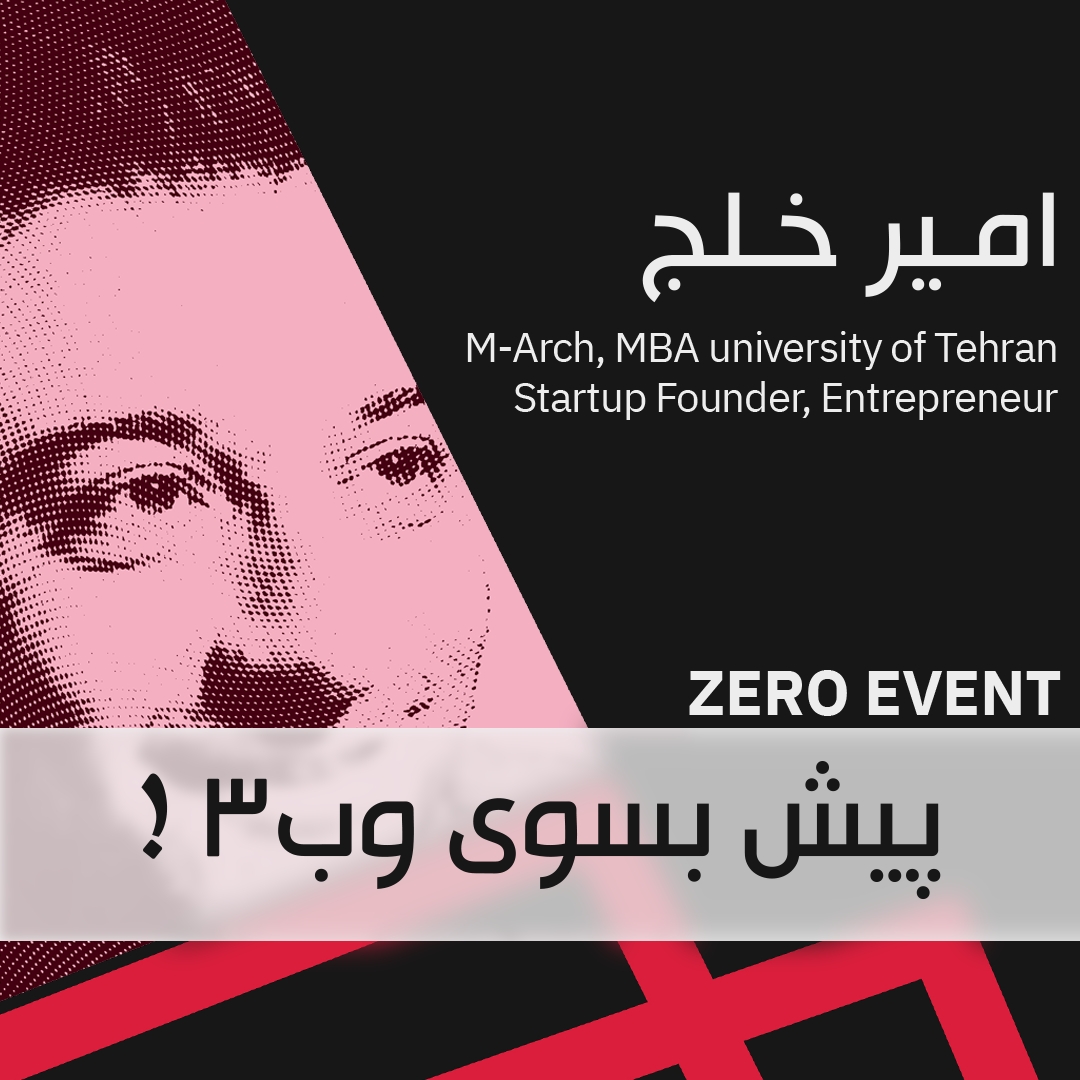 امیر خلج
M-Arch, MBA university of Tehran
Startup Founder, Entrepreneur
ZERO EVENT
پیش بسوی وب۳ !